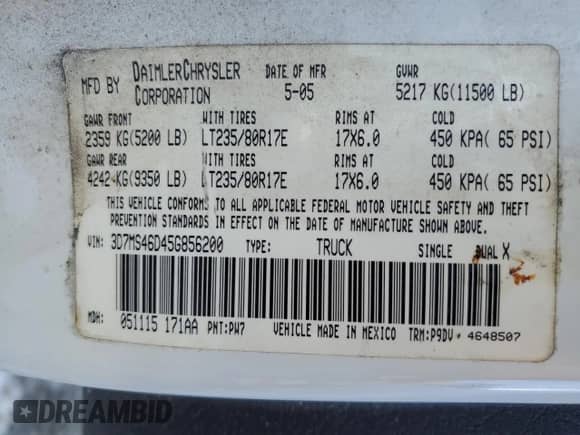 MFD BY DAIMLERCHRYSLER CORPORATION DATE OF MFR 5-05 GVWR 5217 KG(11500 LB)
GAWR FRONT WITH TIRES RIMS AT COLD
2359 KG(5200 LB) LT235/80R17E 17X6.0 450 KPA( 65 PSI)
GAWR REAR WITH TIRES RIMS AT COLD
4242 KG(9350 LB) LT235/80R17E 17X6.0 450 KPA( 65 PSI)
THIS VEHICLE CONFORMS TO ALL APPLICABLE FEDERAL MOTOR VEHICLE SAFETY AND THEFT
PREVENTION STANDARDS IN EFFECT ON THE DATE OF MANUFACTURE SHOWN ABOVE.
VIN: 3D7MS46D45G856200 TYPE: TRUCK SINGLE DUAL X
MDH: 051115 171AA PNT:PW7 VEHICLE MADE IN MEXICO TRM:P9DV 4648507
DREAMBID